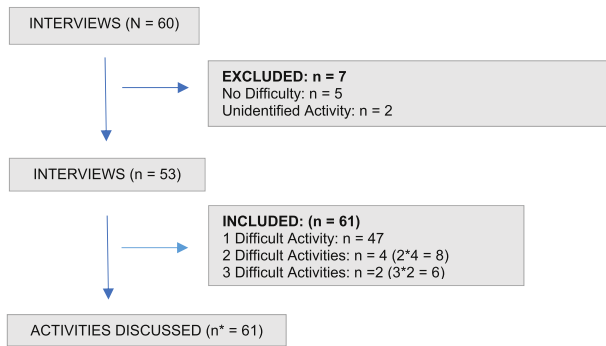 INTERVIEWS (N = 60)
EXCLUDED: n = 7
No Difficulty: n = 5
Unidentified Activity: n = 2
INTERVIEWS (n = 53)
INCLUDED: (n = 61)
1 Difficult Activity: n = 47
2 Difficult Activities: n = 4 (2*4 = 8)
3 Difficult Activities: n =2 (3*2 = 6)
ACTIVITIES DISCUSSED (n* = 61)